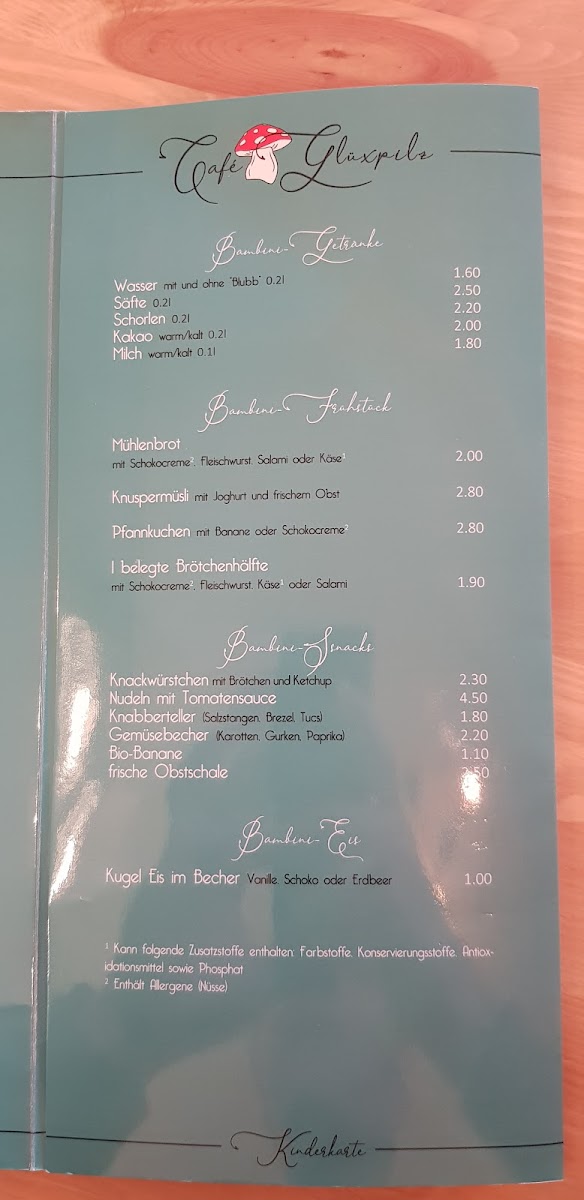 Café Glüxpilz
Bambini-Getränke
Wasser mit und ohne "Blubb" 0.2l 1.60
Säfte 0.2l 2.50
Schorlen 0.2l 2.20
Kakao warm/kalt 0.2l 2.00
Milch warm/kalt 0.1l 1.80
Bambini-Frühstück
Mühlenbrot
mit Schokocreme², Fleischwurst, Salami oder Käse¹ 2.00
Knuspermüsli mit Joghurt und frischem Obst 2.80
Pfannkuchen mit Banane oder Schokocreme² 2.80
1 belegte Brötchenhälfte
mit Schokocreme², Fleischwurst, Käse¹ oder Salami 1.90
Bambini-Snacks
Knackwürstchen mit Brötchen und Ketchup 2.30
Nudeln mit Tomatensauce 4.50
Knabberteller (Salzstangen, Brezel, Tucs) 1.80
Gemüsebecher (Karotten, Gurken, Paprika) 2.20
Bio-Banane 1.10
frische Obstschale 2.50
Bambini-Eis
Kugel Eis im Becher Vanille, Schoko oder Erdbeer 1.00
¹ Kann folgende Zusatzstoffe enthalten: Farbstoffe, Konservierungsstoffe, Antiox-
idationsmittel sowie Phosphat
² Enthält Allergene (Nüsse)
Kinderkarte